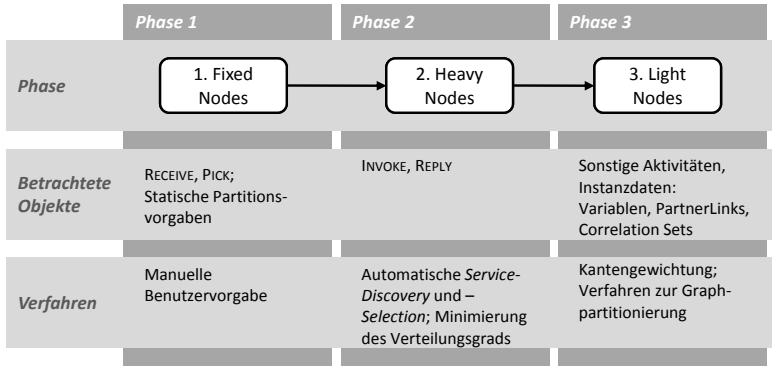 Phase 1 Phase 2 Phase 3
Phase
1. Fixed
Nodes
2. Heavy
Nodes
3. Light
Nodes
Betrachtete
Objekte
RECEIVE, PICK;
Statische Partitions-
vorgaben
INVOKE, REPLY
Sonstige Aktivitäten,
Instanzdaten:
Variablen, PartnerLinks,
Correlation Sets
Verfahren
Manuelle
Benutzervorgabe
Automatische Service-
Discovery und –
Selection; Minimierung
des Verteilungsgrads
Kantengewichtung;
Verfahren zur Graph-
partitionierung